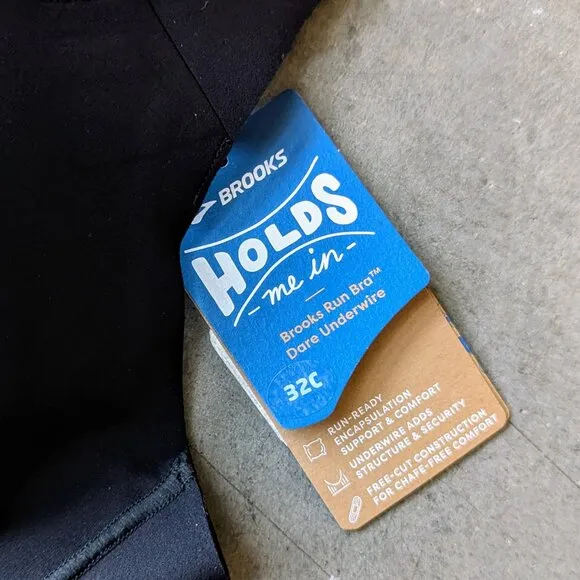 BROOKS
HOLDS
- me in -
Brooks Run Bra™
Dare Underwire
32C
RUN-READY
ENCAPSULATION
SUPPORT & COMFORT
UNDERWIRE ADDS
STRUCTURE & SECURITY
FREE-CUT CONSTRUCTION
FOR CHAFE-FREE COMFORT